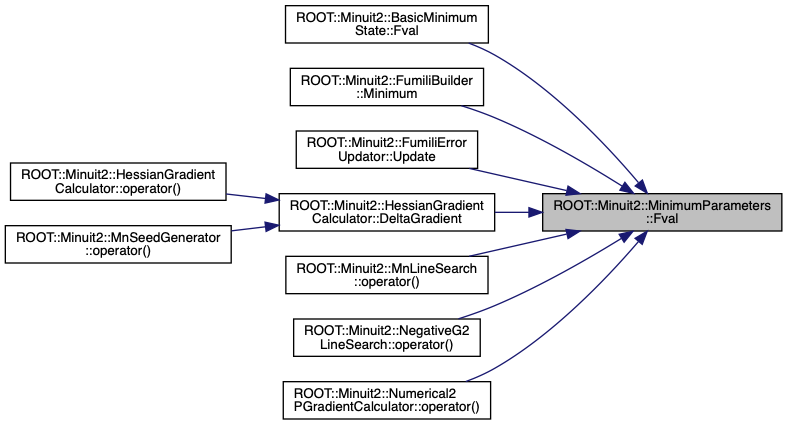 ROOT::Minuit2::BasicMinimum
State::Fval
ROOT::Minuit2::FumiliBuilder
::Minimum
ROOT::Minuit2::FumiliError
Updator::Update
ROOT::Minuit2::HessianGradient
Calculator::operator()
ROOT::Minuit2::HessianGradient
Calculator::DeltaGradient
ROOT::Minuit2::MinimumParameters
::Fval
ROOT::Minuit2::MnSeedGenerator
::operator()
ROOT::Minuit2::MnLineSearch
::operator()
ROOT::Minuit2::NegativeG2
LineSearch::operator()
ROOT::Minuit2::Numerical2
PGradientCalculator::operator()